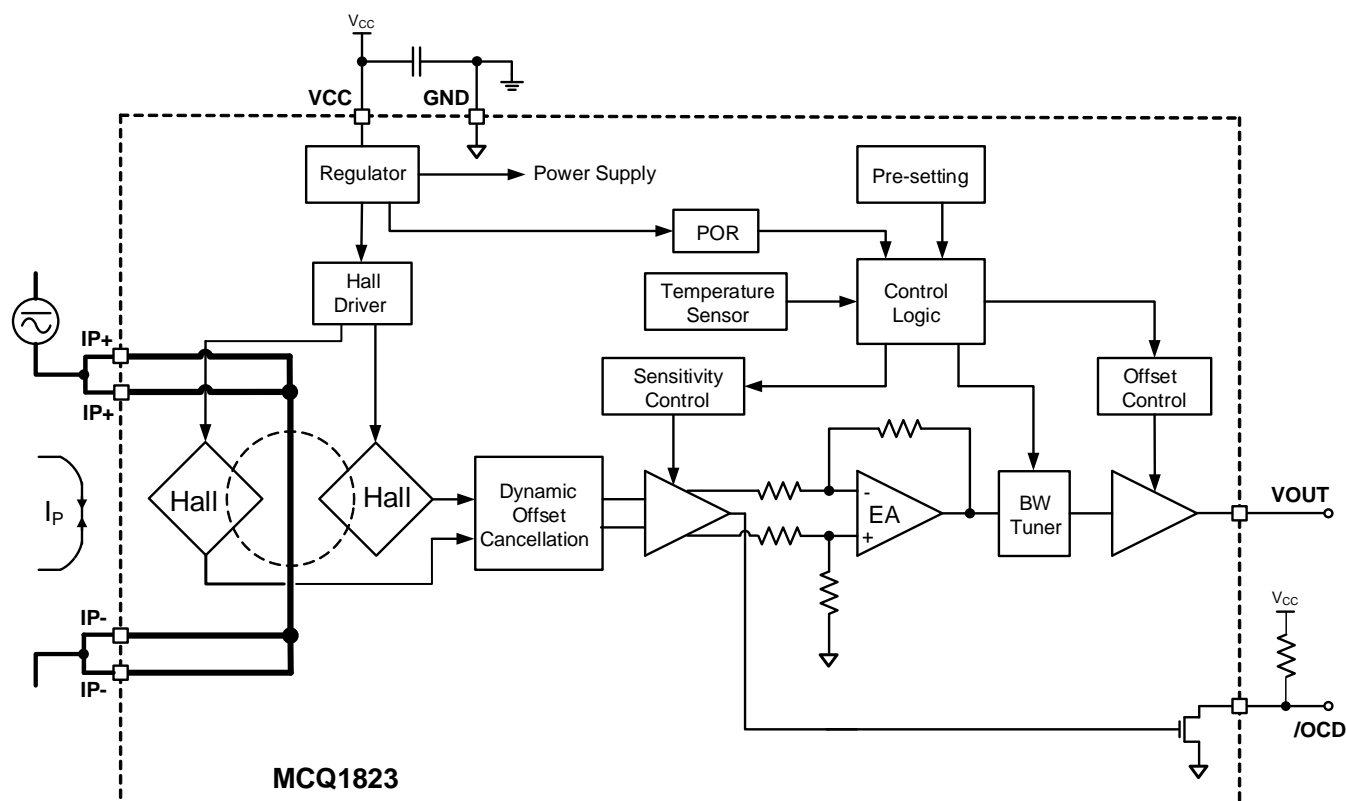 VCC
VCC
GND
Regulator
Power Supply
Pre-setting
POR
Hall
Driver
Temperature
Sensor
Control
Logic
IP+
IP+
Sensitivity
Control
Offset
Control
IP
Hall
Hall
Dynamic
Offset
Cancellation
-
EA
+
BW
Tuner
VOUT
IP-
IP-
VCC
/OCD
MCQ1823